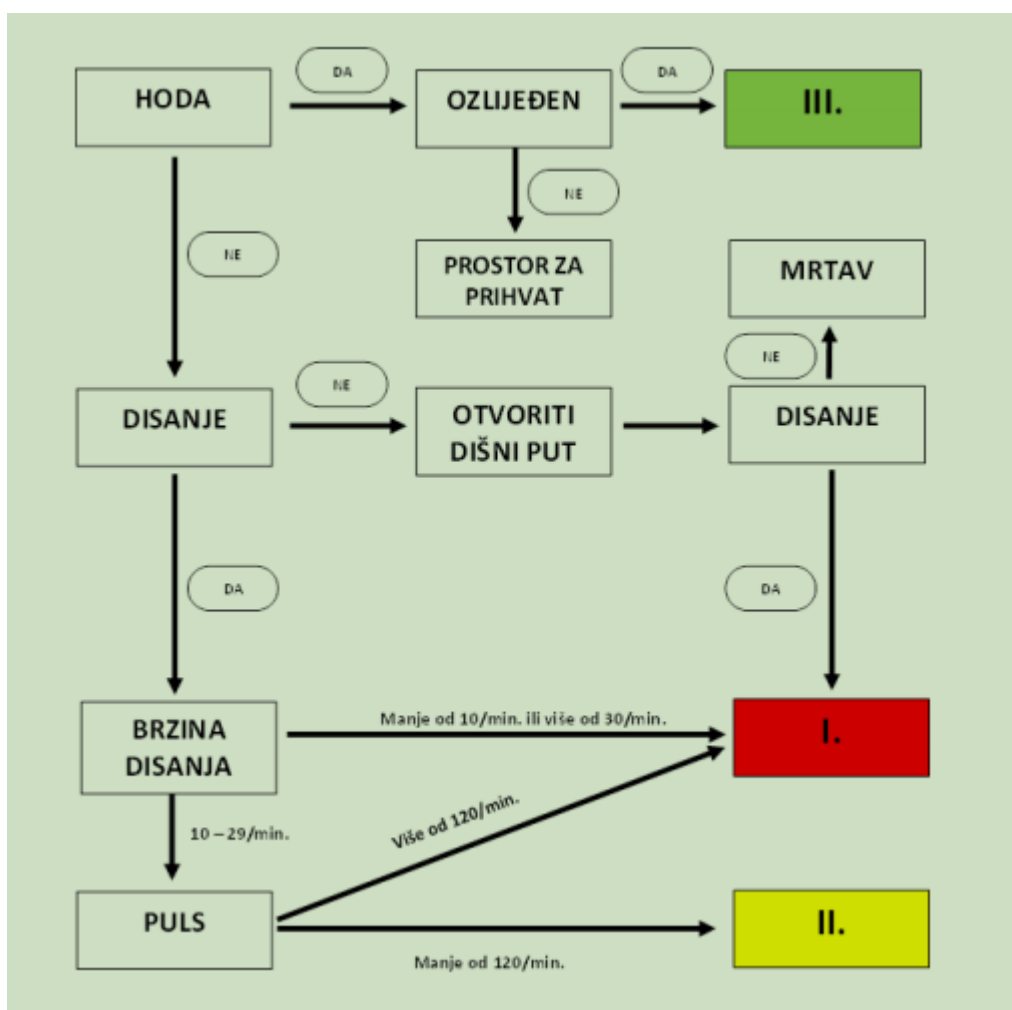 HODA
DA
OZLIJEĐEN
DA
III.
NE
NE
PROSTOR ZA
PRIHVAT
MRTAV
NE
DISANJE
NE
OTVORITI
DIŠNI PUT
DISANJE
DA
DA
BRZINA
DISANJA
Manje od 10/min. ili više od 30/min.
I.
10 – 29/min.
Više od 120/min.
PULS
Manje od 120/min.
II.